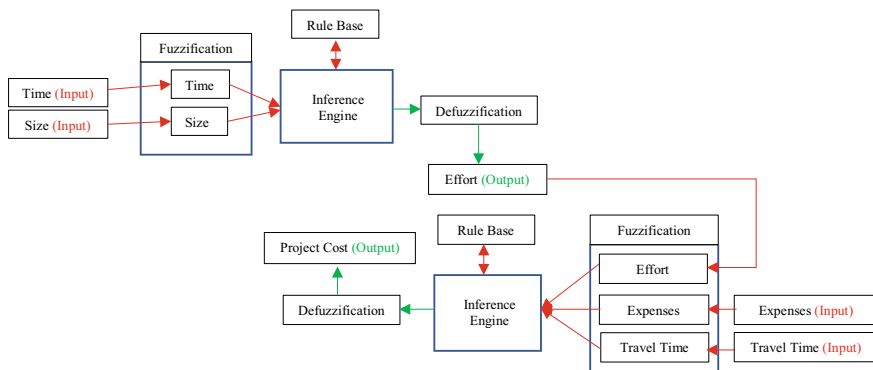 Rule Base
Fuzzification
Time (Input)
Time
Size (Input)
Size
Inference
Engine
Defuzzification
Effort (Output)
Rule Base
Fuzzification
Project Cost (Output)
Effort
Defuzzification
Inference
Engine
Expenses
Expenses (Input)
Travel Time
Travel Time (Input)